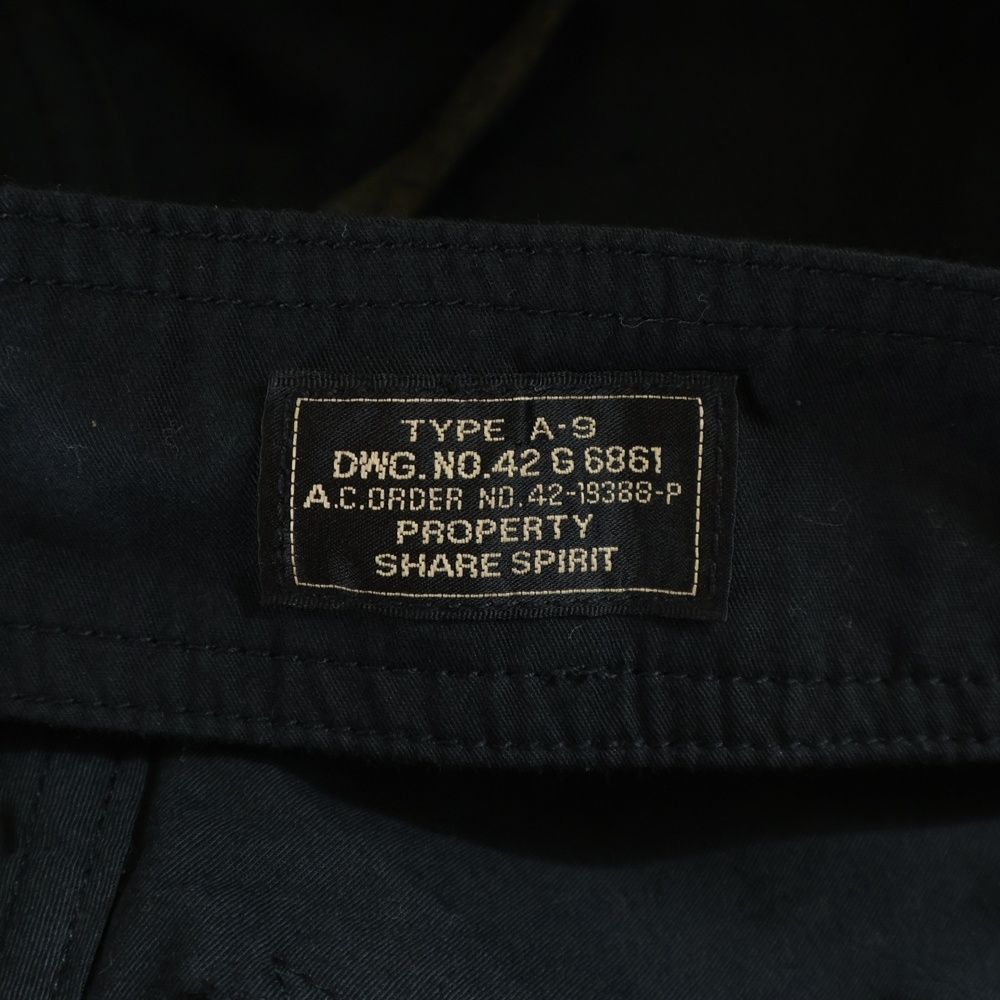 TYPE A-9
DWG.NO.42 G 6861
A.C.ORDER NO.42-19388-P
PROPERTY
SHARE SPIRIT